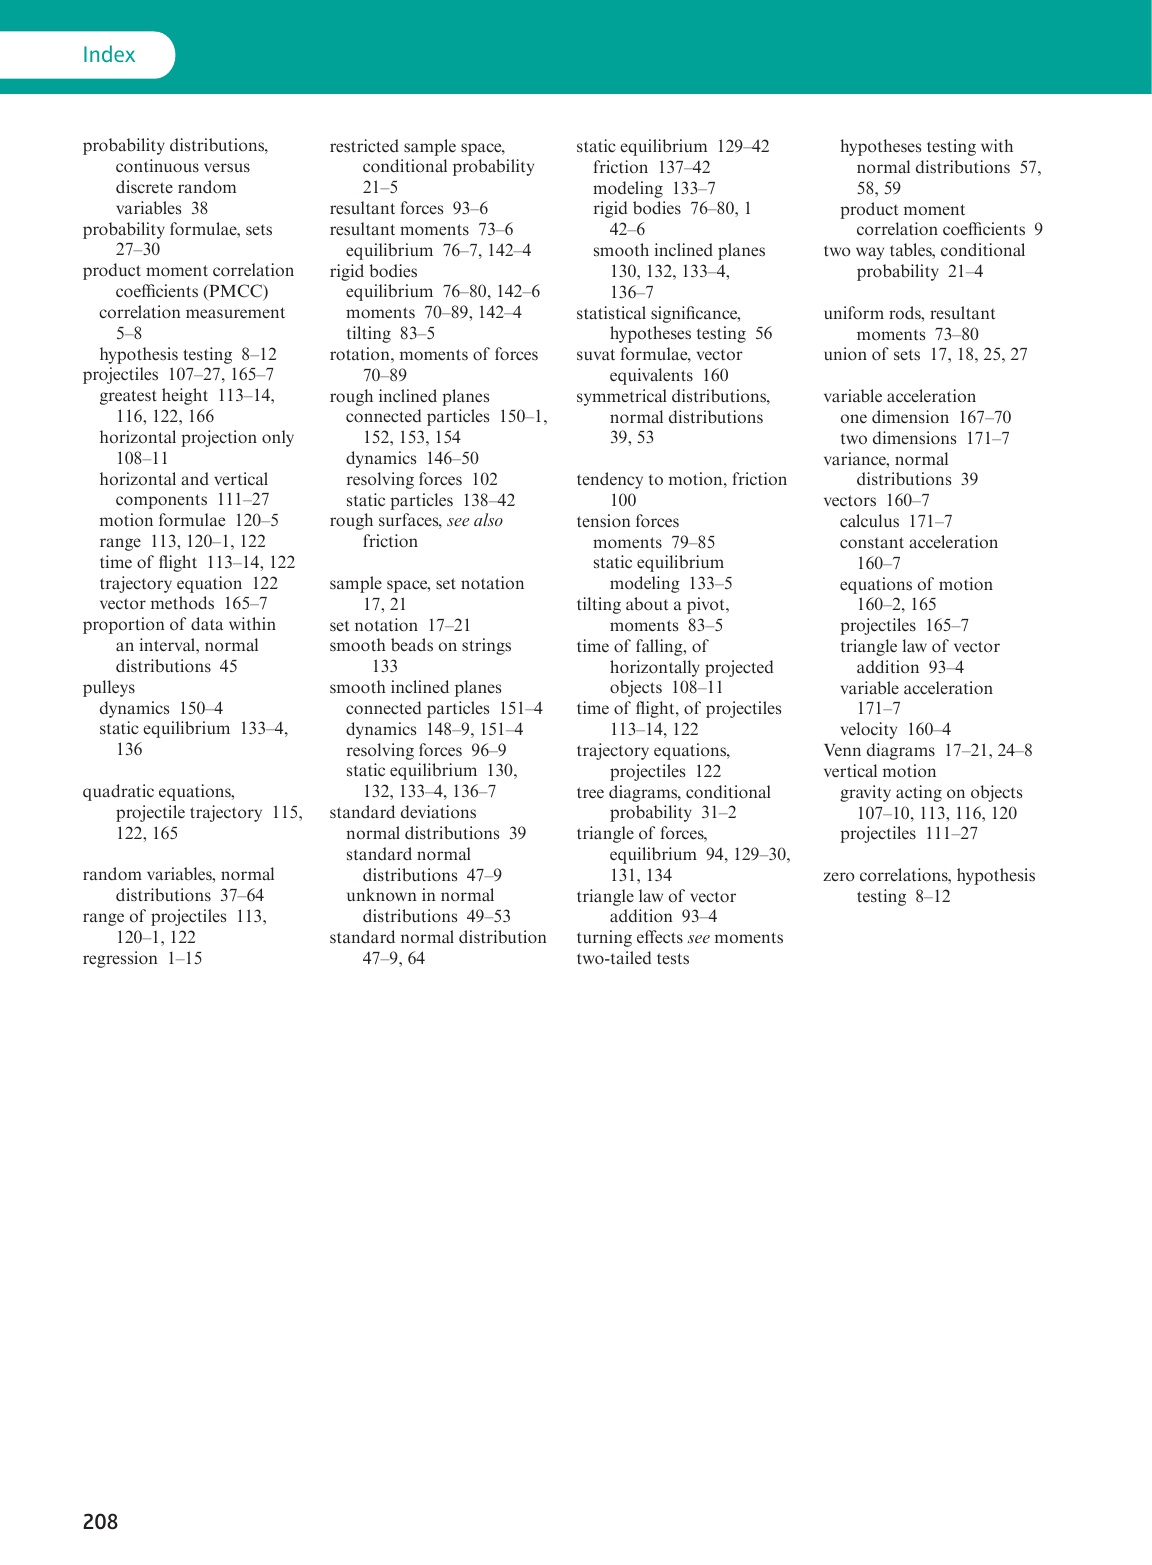 Index
probability distributions,
continuous versus
discrete random
variables 38
probability formulae, sets
27–30
product moment correlation
coefficients (PMCC)
correlation measurement
5–8
hypothesis testing 8–12
projectiles 107–27, 165–7
greatest height 113–14,
116, 122, 166
horizontal projection only
108–11
horizontal and vertical
components 111–27
motion formulae 120–5
range 113, 120–1, 122
time of flight 113–14, 122
trajectory equation 122
vector methods 165–7
proportion of data within
an interval, normal
distributions 45
pulleys
dynamics 150–4
static equilibrium 133–4,
136
quadratic equations,
projectile trajectory 115,
122, 165
random variables, normal
distributions 37–64
range of projectiles 113,
120–1, 122
regression 1–15
restricted sample space,
conditional probability
21–5
resultant forces 93–6
resultant moments 73–6
equilibrium 76–7, 142–4
rigid bodies
equilibrium 76–80, 142–6
moments 70–89, 142–4
tilting 83–5
rotation, moments of forces
70–89
rough inclined planes
connected particles 150–1,
152, 153, 154
dynamics 146–50
resolving forces 102
static particles 138–42
rough surfaces, see also
friction
sample space, set notation
17, 21
set notation 17–21
smooth beads on strings
133
smooth inclined planes
connected particles 151–4
dynamics 148–9, 151–4
resolving forces 96–9
static equilibrium 130,
132, 133–4, 136–7
standard deviations
normal distributions 39
standard normal
distributions 47–9
unknown in normal
distributions 49–53
standard normal distribution
47–9, 64
static equilibrium 129–42
friction 137–42
modeling 133–7
rigid bodies 76–80, 1
42–6
smooth inclined planes
130, 132, 133–4,
136–7
statistical significance,
hypotheses testing 56
suvat formulae, vector
equivalents 160
symmetrical distributions,
normal distributions
39, 53
tendency to motion, friction
100
tension forces
moments 79–85
static equilibrium
modeling 133–5
tilting about a pivot,
moments 83–5
time of falling, of
horizontally projected
objects 108–11
time of flight, of projectiles
113–14, 122
trajectory equations,
projectiles 122
tree diagrams, conditional
probability 31–2
triangle of forces,
equilibrium 94, 129–30,
131, 134
triangle law of vector
addition 93–4
turning effects see moments
two-tailed tests
hypotheses testing with
normal distributions 57,
58, 59
product moment
correlation coefficients 9
two way tables, conditional
probability 21–4
uniform rods, resultant
moments 73–80
union of sets 17, 18, 25, 27
variable acceleration
one dimension 167–70
two dimensions 171–7
variance, normal
distributions 39
vectors 160–7
calculus 171–7
constant acceleration
160–7
equations of motion
160–2, 165
projectiles 165–7
triangle law of vector
addition 93–4
variable acceleration
171–7
velocity 160–4
Venn diagrams 17–21, 24–8
vertical motion
gravity acting on objects
107–10, 113, 116, 120
projectiles 111–27
zero correlations, hypothesis
testing 8–12
208